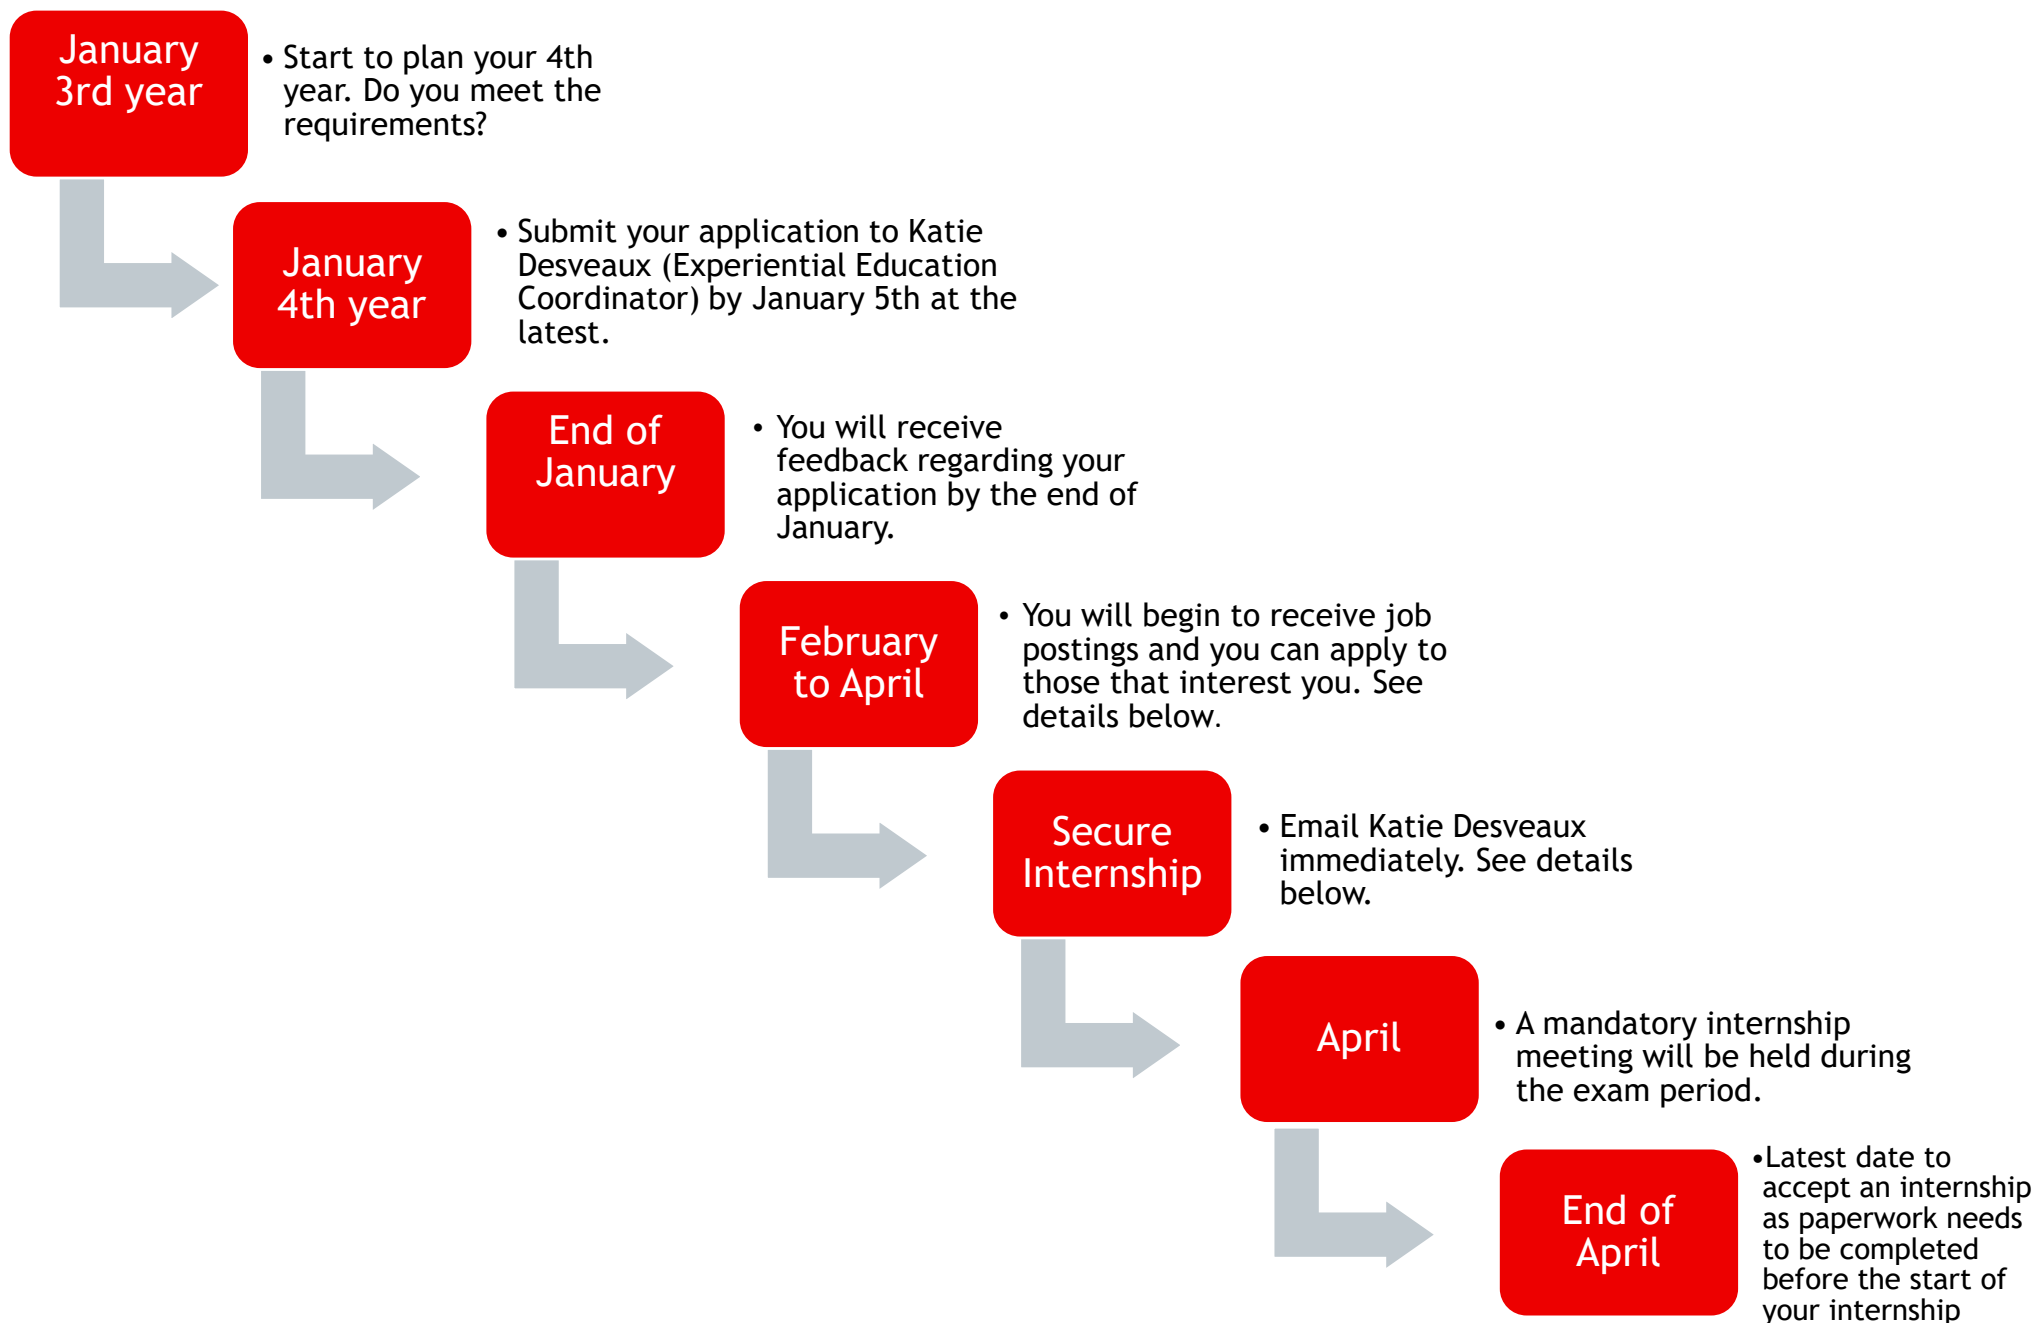 January
3rd year
• Start to plan your 4th
year. Do you meet the
requirements?
January
4th year
• Submit your application to Katie
Desveaux (Experiential Education
Coordinator) by January 5th at the
latest.
End of
January
• You will receive
feedback regarding your
application by the end of
January.
February
to April
• You will begin to receive job
postings and you can apply to
those that interest you. See
details below.
Secure
Internship
• Email Katie Desveaux
immediately. See details
below.
April
• A mandatory internship
meeting will be held during
the exam period.
End of
April
•Latest date to
accept an internship
as paperwork needs
to be completed
before the start of
your internship